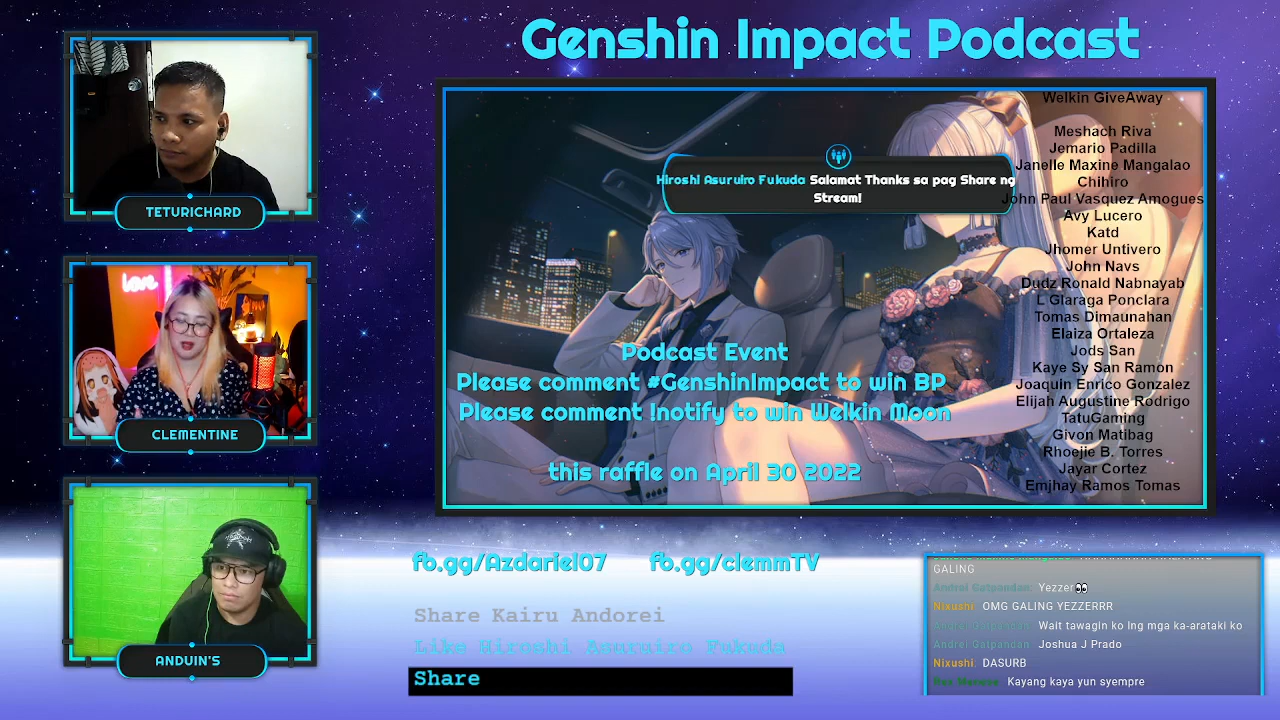 Genshin Impact Podcast
love
TETURICHARD
CLEMENTINE
ANDUIN'S
Hiroshi Asuruiro Fukuda Salamat Thanks sa pag Share ng
Stream!
Podcast Event
Please comment #GenshinImpact to win BP
Please comment !notify to win Welkin Moon
this raffle on April 30 2022
Welkin GiveAway
Meshach Riva
Jemario Padilla
Janelle Maxine Mangalao
Chihiro
John Paul Vasquez Amogues
Avy Lucero
Katd
Jhomer Untivero
John Navs
Dudz Ronald Nabnayab
L Glaraga Ponclara
Tomas Dimaunahan
Elaiza Ortaleza
Jods San
Kaye Sy San Ramon
Joaquin Enrico Gonzalez
Elijah Augustine Rodrigo
TatuGaming
Givon Matibag
Rhoejie B. Torres
Jayar Cortez
Emjhay Ramos Tomas
fb.gg/Azdariel07 fb.gg/clemmTV
Share Kairu Andorei
Like Hiroshi Asuruiro Fukuda
Share
GALING
Andrei Gatpandan: Yezzer👀
Nixushi: OMG GALING YEZZERRR
Andrei Gatpandan: Wait tawagin ko lng mga ka-arataki ko
Andrei Gatpandan: Joshua J Prado
Nixushi: DASURB
Kayang kaya yun syempre